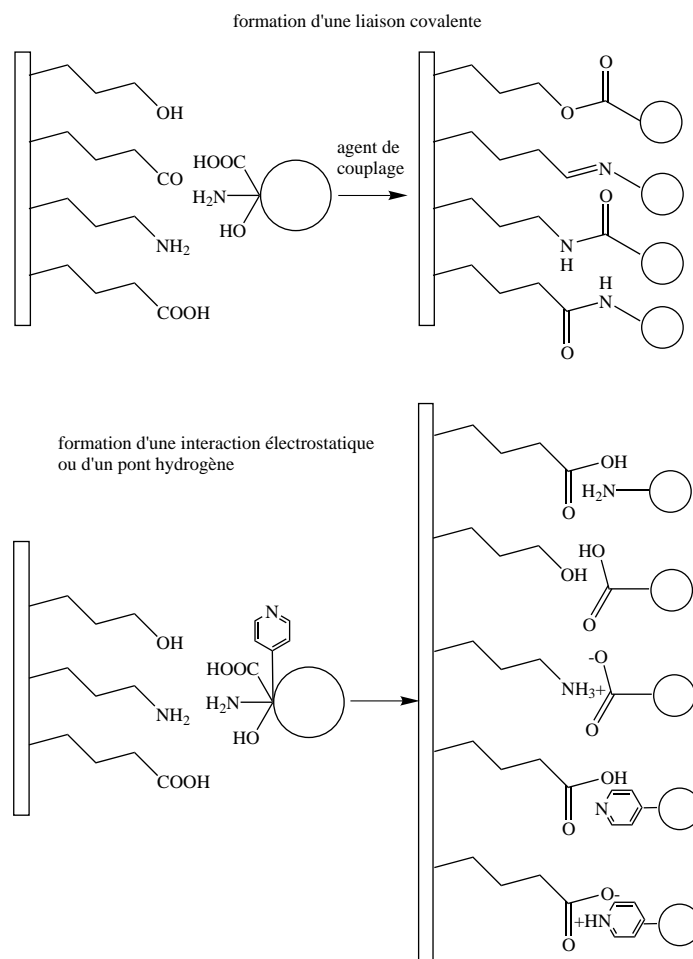 formation d'une liaison covalente
OH
CO
NH2
COOH
HOOC
H2N
HO
agent de
couplage
O
O
N
O
N
H
H
N
O
formation d'une interaction électrostatique
ou d'un pont hydrogène
OH
NH2
COOH
N
HOOC
H2N
HO
OH
O
H2N
HO
OH
O
-O
NH3+
O
OH
N
O
O-
+HN
O